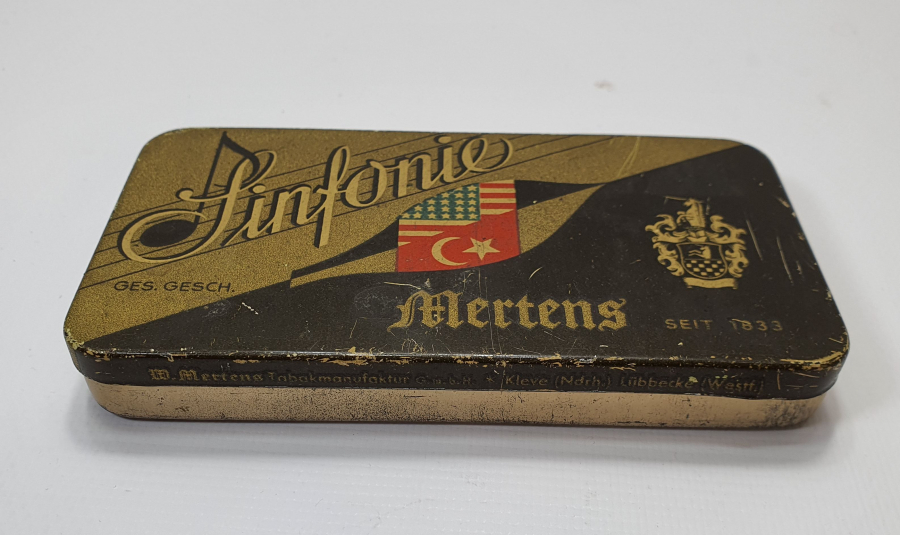 Sinfonie
GES. GESCH.
Mertens
SEIT 1833
W. Mertens Tabakmanufaktur G.m.b.H. * Kleve (Ndrh.) Lübbecke (Westf.)